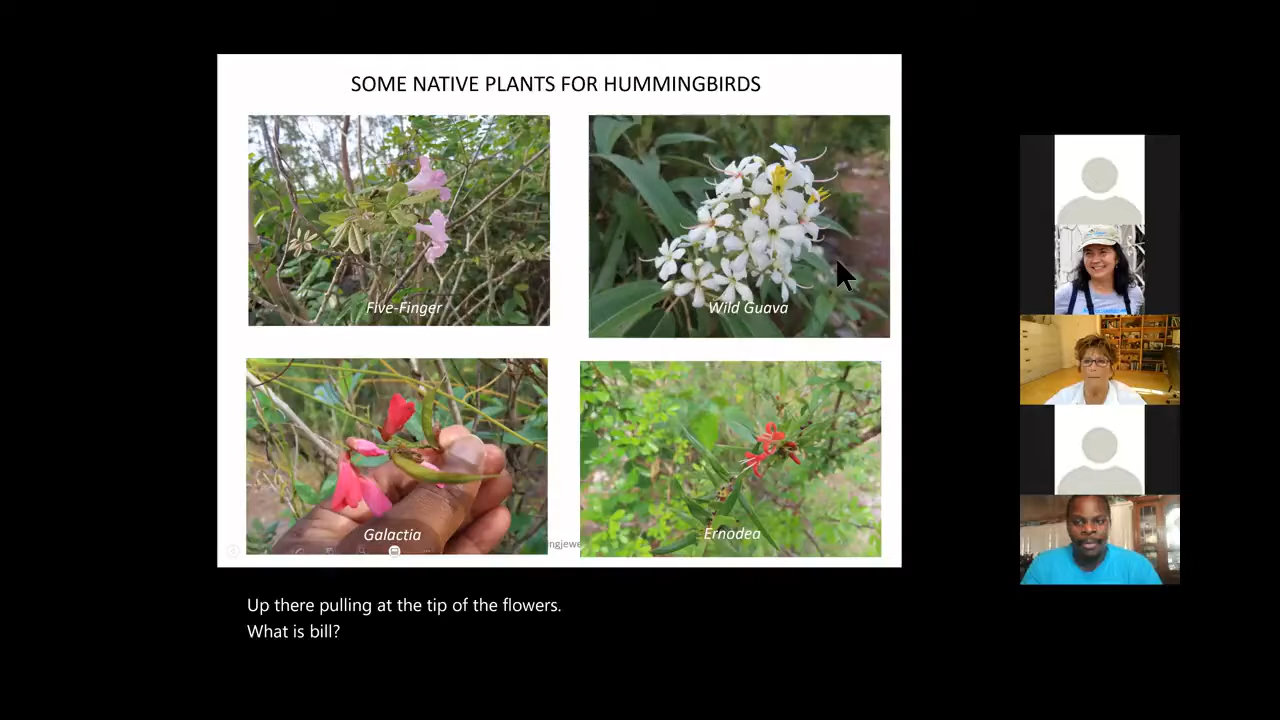 SOME NATIVE PLANTS FOR HUMMINGBIRDS
Five-Finger
Wild Guava
Galactia
Ernodea
ingjewe
Up there pulling at the tip of the flowers.
What is bill?